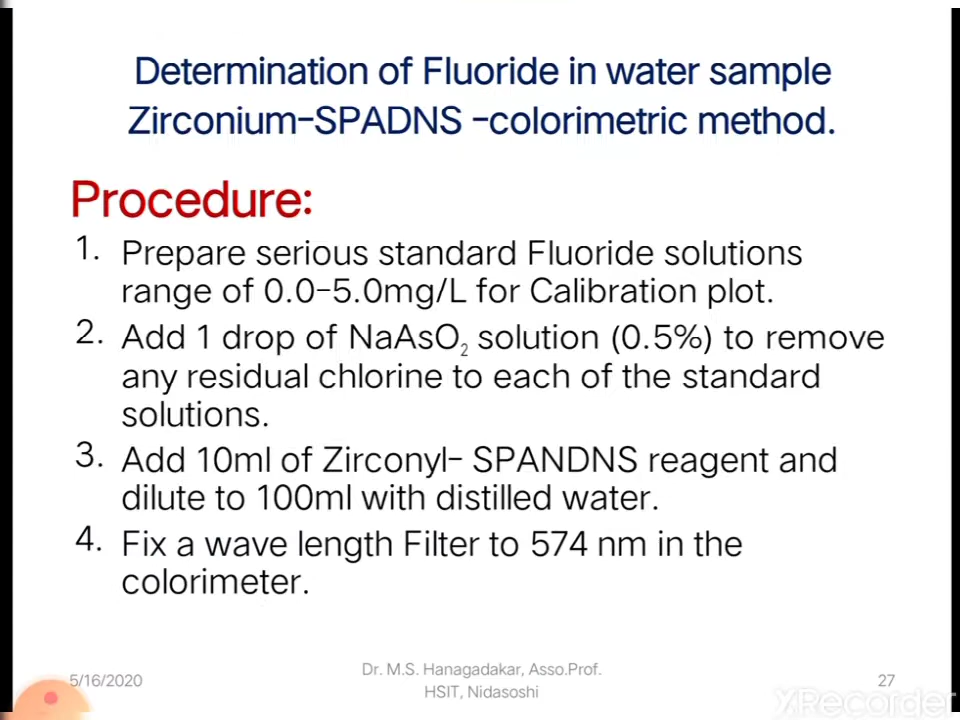 Determination of Fluoride in water sample
Zirconium-SPADNS -colorimetric method.
Procedure:
1. Prepare serious standard Fluoride solutions
range of 0.0-5.0mg/L for Calibration plot.
2. Add 1 drop of NaAsO₂ solution (0.5%) to remove
any residual chlorine to each of the standard
solutions.
3. Add 10ml of Zirconyl- SPANDNS reagent and
dilute to 100ml with distilled water.
4. Fix a wave length Filter to 574 nm in the
colorimeter.
5/16/2020
Dr. M.S. Hanagadakar, Asso.Prof.
HSIT, Nidasoshi
27
XRecorder